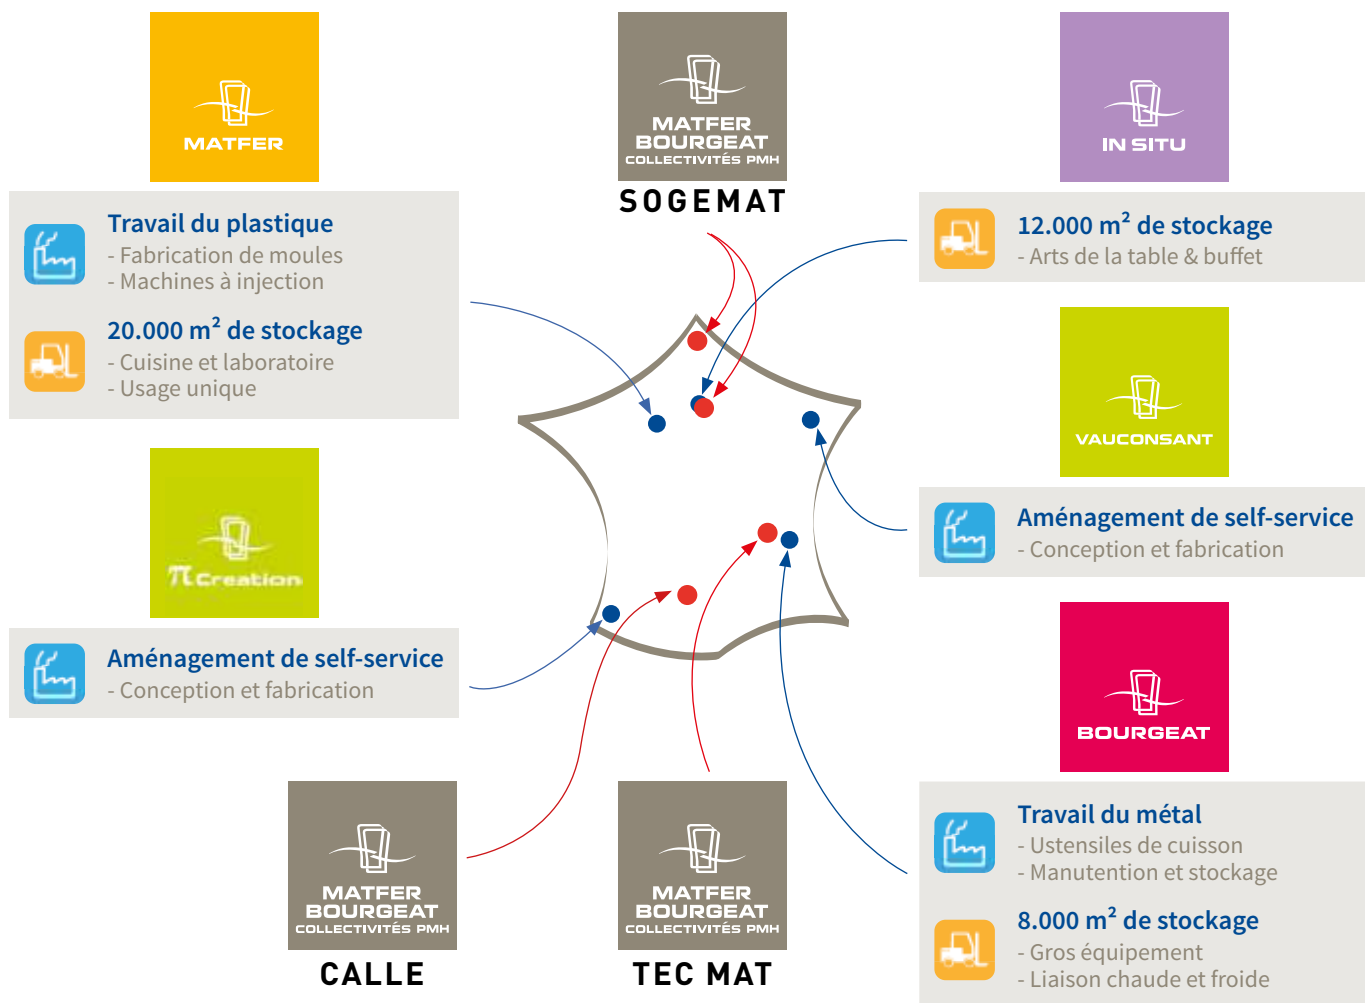 MATFER
Travail du plastique
- Fabrication de moules
- Machines à injection
20.000 m² de stockage
- Cuisine et laboratoire
- Usage unique
MATFER
BOURGEAT
COLLECTIVITÉS PMH
SOGEMAT
IN SITU
12.000 m² de stockage
- Arts de la table & buffet
VAUCONSANT
Aménagement de self-service
- Conception et fabrication
π Creation
Aménagement de self-service
- Conception et fabrication
BOURGEAT
Travail du métal
- Ustensiles de cuisson
- Manutention et stockage
8.000 m² de stockage
- Gros équipement
- Liaison chaude et froide
MATFER
BOURGEAT
COLLECTIVITÉS PMH
CALLE
MATFER
BOURGEAT
COLLECTIVITÉS PMH
TEC MAT